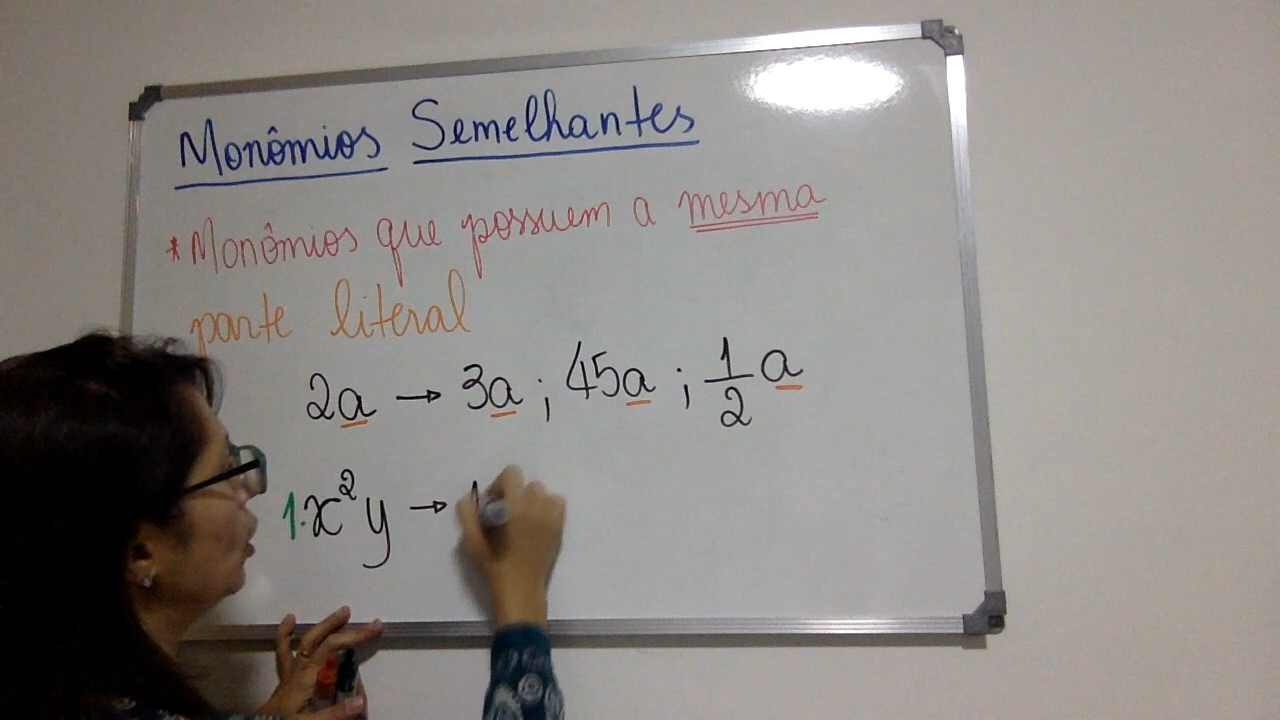 Monômios Semelhantes
*Monômios que possuem a mesma
parte literal
2a → 3a ; 45a ; 1/2 a
1.x²y →